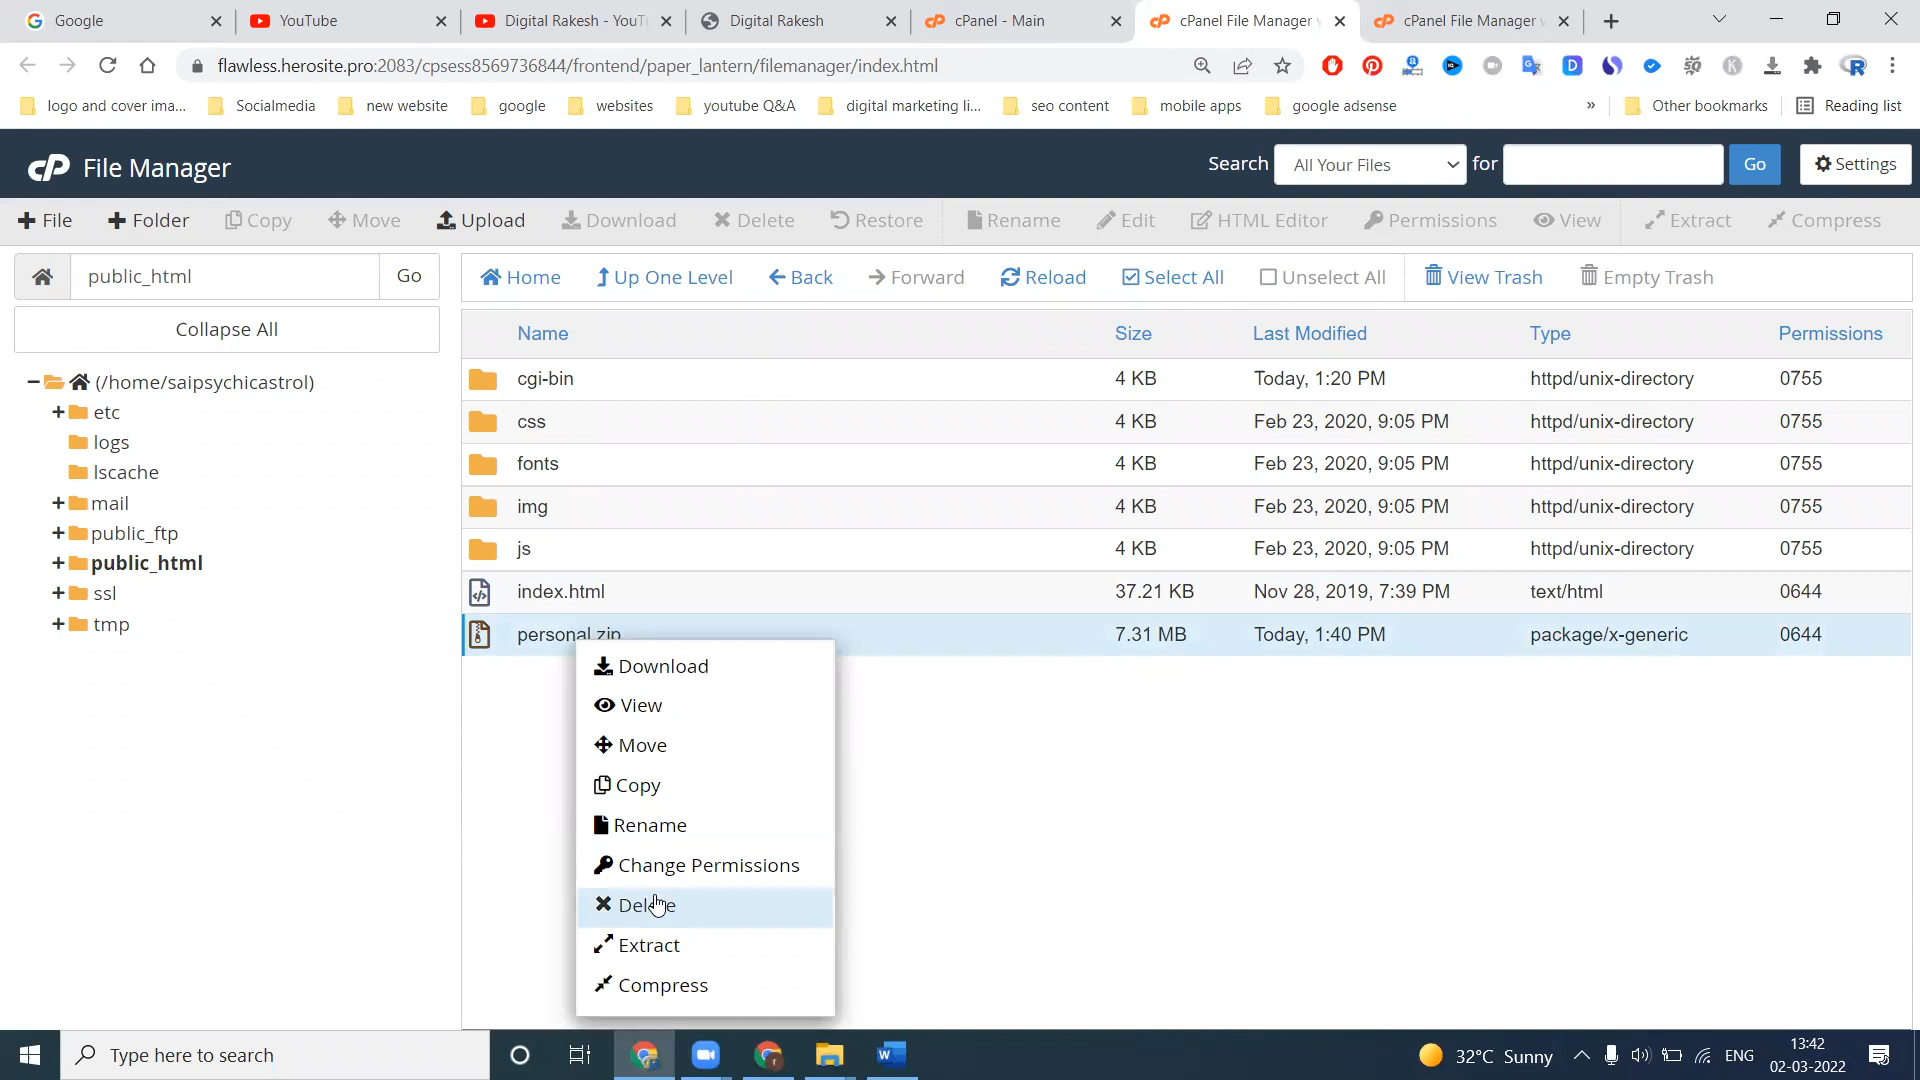 Google
YouTube
Digital Rakesh - YouT
Digital Rakesh
cPanel - Main
cPanel File Manager
cPanel File Manager
flawless.herosite.pro:2083/cpsess8569736844/frontend/paper_lantern/filemanager/index.html
logo and cover ima...
Socialmedia
new website
google
websites
youtube Q&A
digital marketing li...
seo content
mobile apps
google adsense
»
Other bookmarks
Reading list
cP File Manager
Search All Your Files for Go Settings
File
Folder
Copy
Move
Upload
Download
Delete
Restore
Rename
Edit
HTML Editor
Permissions
View
Extract
Compress
public_html Go
Collapse All
(/home/saipsychicastrol)
etc
logs
lscache
mail
public_ftp
public_html
ssl
tmp
Home
Up One Level
Back
Forward
Reload
Select All
Unselect All
View Trash
Empty Trash
Name Size Last Modified Type Permissions
cgi-bin 4 KB Today, 1:20 PM httpd/unix-directory 0755
css 4 KB Feb 23, 2020, 9:05 PM httpd/unix-directory 0755
fonts 4 KB Feb 23, 2020, 9:05 PM httpd/unix-directory 0755
img 4 KB Feb 23, 2020, 9:05 PM httpd/unix-directory 0755
js 4 KB Feb 23, 2020, 9:05 PM httpd/unix-directory 0755
index.html 37.21 KB Nov 28, 2019, 7:39 PM text/html 0644
personal.zip 7.31 MB Today, 1:40 PM package/x-generic 0644
Download
View
Move
Copy
Rename
Change Permissions
Delete
Extract
Compress
Type here to search
32°C Sunny
ENG
13:42
02-03-2022